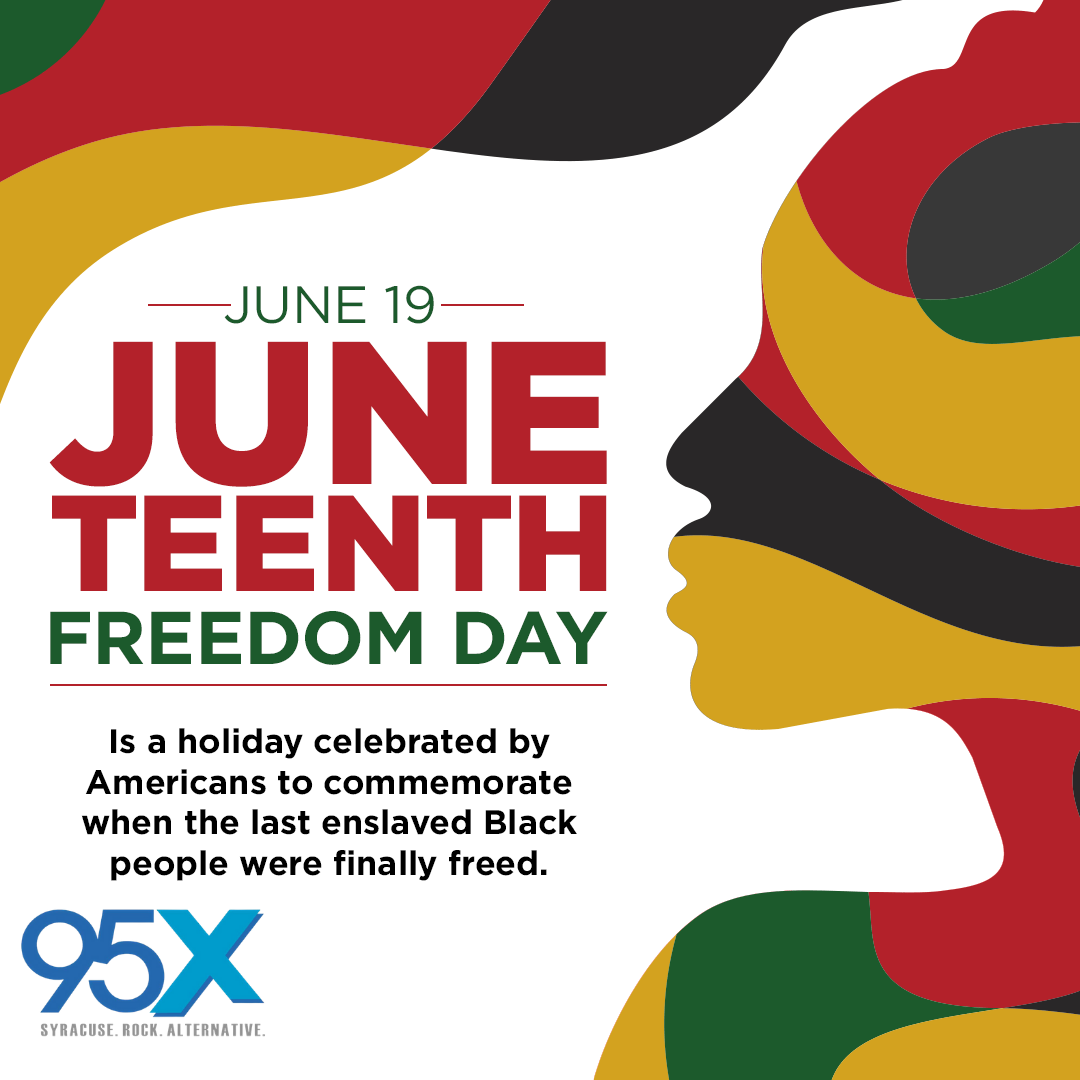 JUNE 19
JUNE
TEENTH
FREEDOM DAY
Is a holiday celebrated by
Americans to commemorate
when the last enslaved Black
people were finally freed.
95X
SYRACUSE. ROCK. ALTERNATIVE.